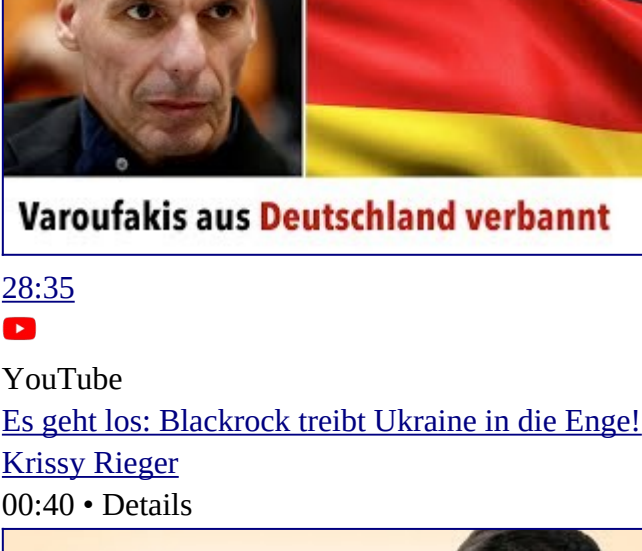 Varoufakis aus Deutschland verbannt
28:35
YouTube
Es geht los: Blackrock treibt Ukraine in die Enge!
Krissy Rieger
00:40 • Details